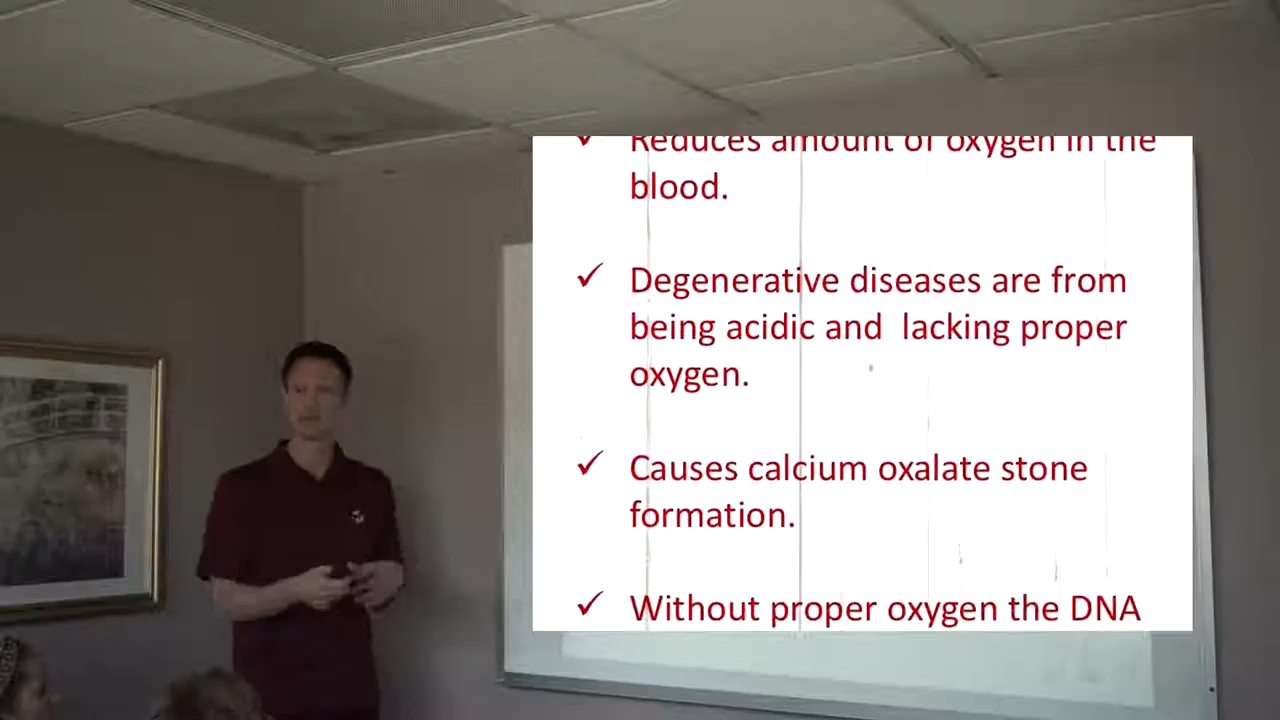 Reduces amount of oxygen in the
blood.
✓ Degenerative diseases are from
being acidic and lacking proper
oxygen.
✓ Causes calcium oxalate stone
formation.
✓ Without proper oxygen the DNA